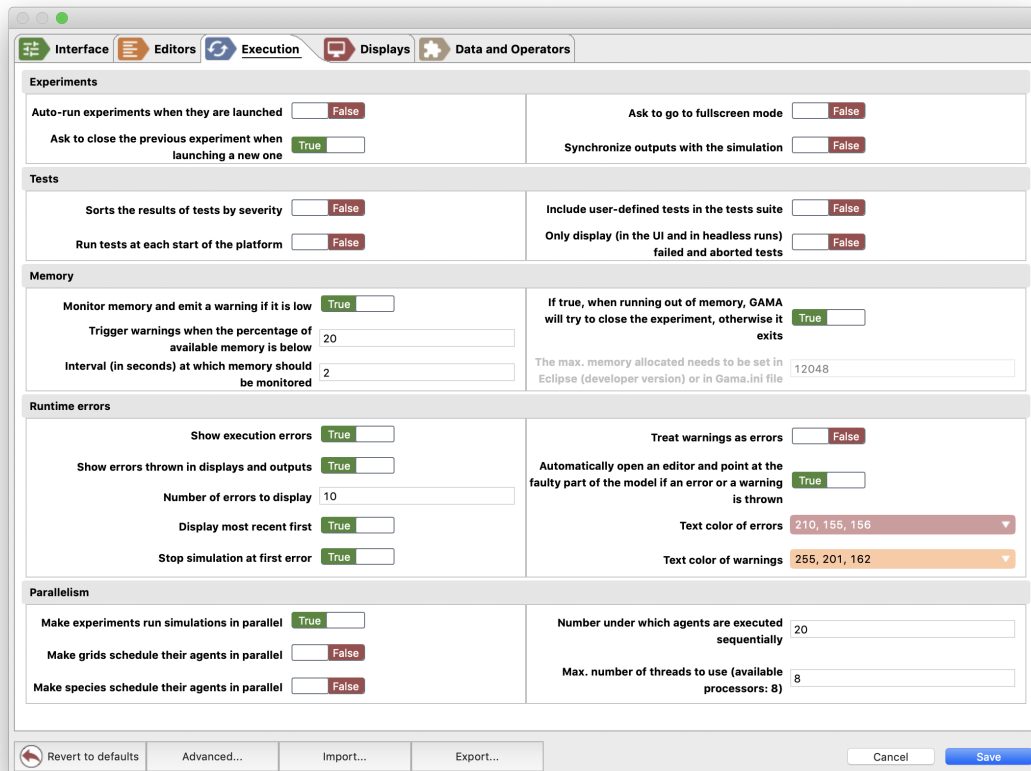 Interface
Editors
Execution
Displays
Data and Operators
Experiments
Auto-run experiments when they are launched
False
Ask to close the previous experiment when
launching a new one
True
Ask to go to fullscreen mode
False
Synchronize outputs with the simulation
False
Tests
Sorts the results of tests by severity
False
Run tests at each start of the platform
False
Include user-defined tests in the tests suite
False
Only display (in the UI and in headless runs)
failed and aborted tests
False
Memory
Monitor memory and emit a warning if it is low
True
Trigger warnings when the percentage of
available memory is below
20
Interval (in seconds) at which memory should
be monitored
2
If true, when running out of memory, GAMA
will try to close the experiment, otherwise it
exits
True
The max. memory allocated needs to be set in
Eclipse (developer version) or in Gama.ini file
12048
Runtime errors
Show execution errors
True
Show errors thrown in displays and outputs
True
Number of errors to display
10
Display most recent first
True
Stop simulation at first error
True
Treat warnings as errors
False
Automatically open an editor and point at the
faulty part of the model if an error or a warning
is thrown
True
Text color of errors
210, 155, 156
Text color of warnings
255, 201, 162
Parallelism
Make experiments run simulations in parallel
True
Make grids schedule their agents in parallel
False
Make species schedule their agents in parallel
False
Number under which agents are executed
sequentially
20
Max. number of threads to use (available
processors: 8)
8
Revert to defaults
Advanced...
Import...
Export...
Cancel
Save